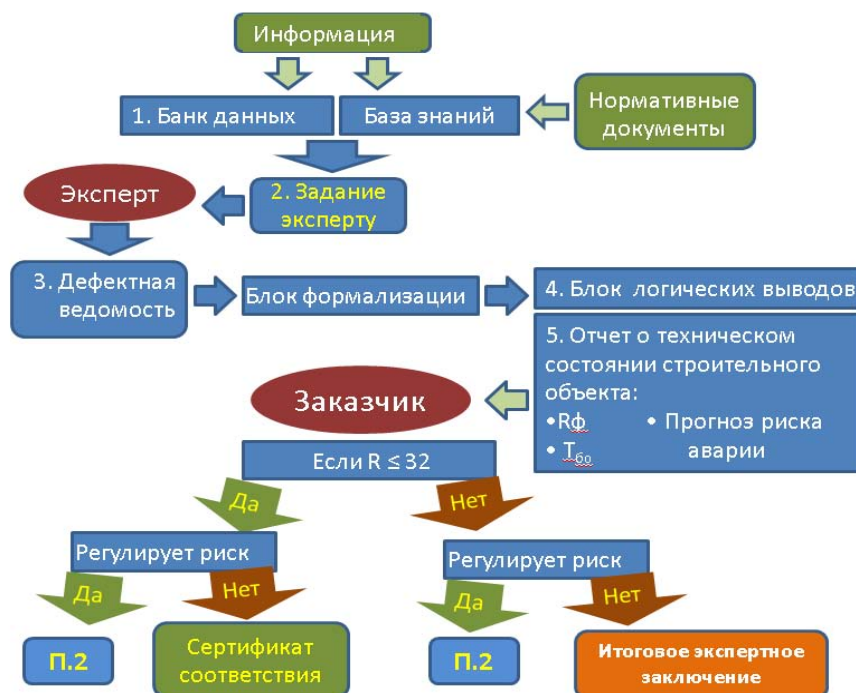 Информация
1. Банк данных
База знаний
Нормативные
документы
Эксперт
2. Задание
эксперту
3. Дефектная
ведомость
Блок формализации
4. Блок логических выводов
5. Отчет о техническом
состоянии строительного
объекта:
•Rф • Прогноз риска
• Tбо аварии
Заказчик
Если R ≤ 32
Да
Нет
Регулирует риск
Регулирует риск
Да
Нет
Да
Нет
П.2
Сертификат
соответствия
П.2
Итоговое экспертное
заключение